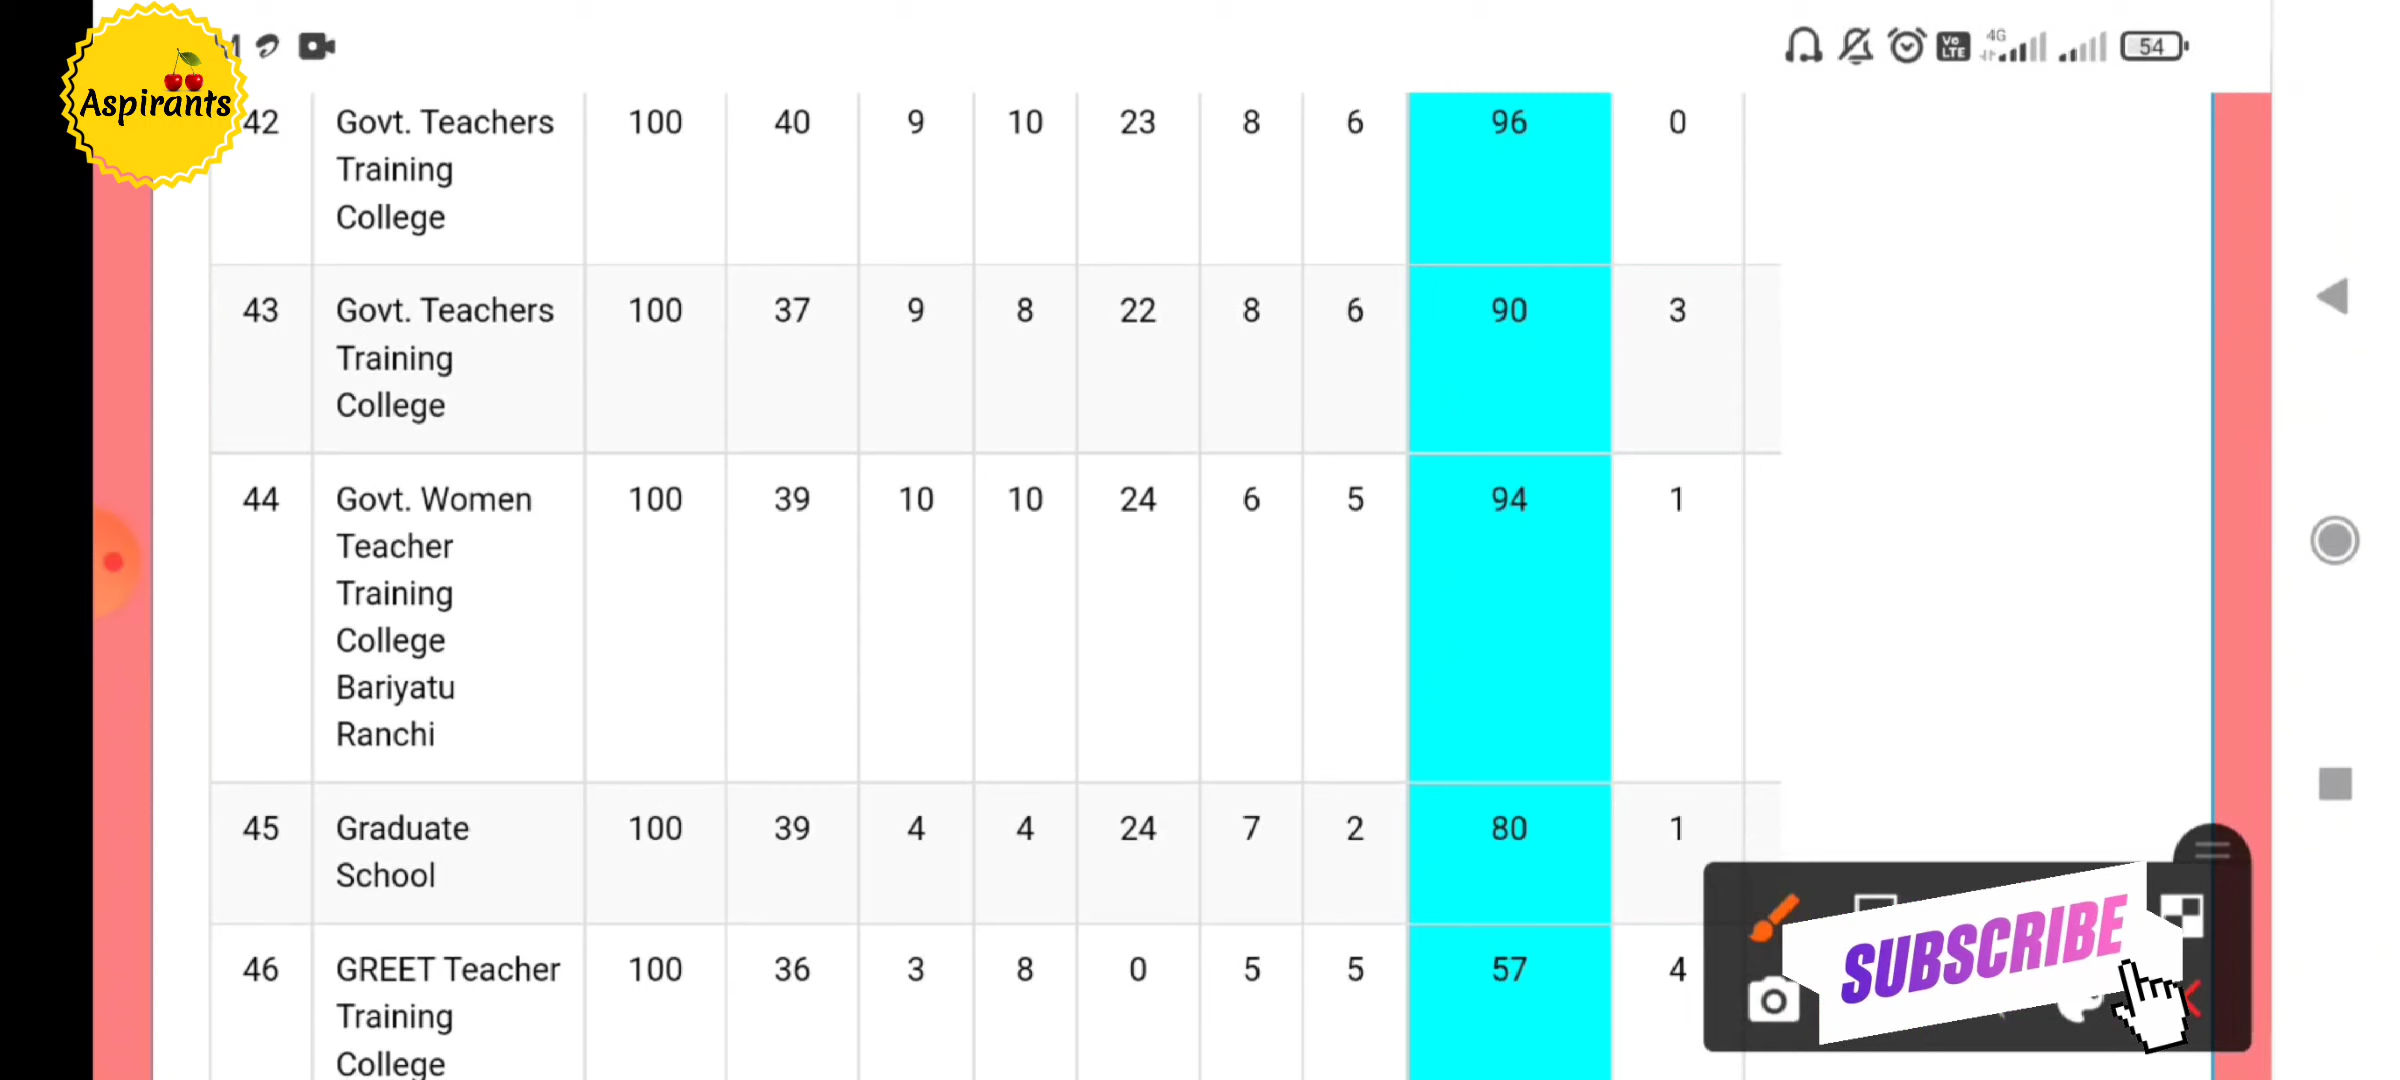 Aspirants
Vo LTE 4G 54
42 Govt. Teachers 100 40 9 10 23 8 6 96 0
Training
College
43 Govt. Teachers 100 37 9 8 22 8 6 90 3
Training
College
44 Govt. Women 100 39 10 10 24 6 5 94 1
Teacher
Training
College
Bariyatu
Ranchi
45 Graduate 100 39 4 4 24 7 2 80 1
School
46 GREET Teacher 100 36 3 8 0 5 5 57 4
Training
College
SUBSCRIBE